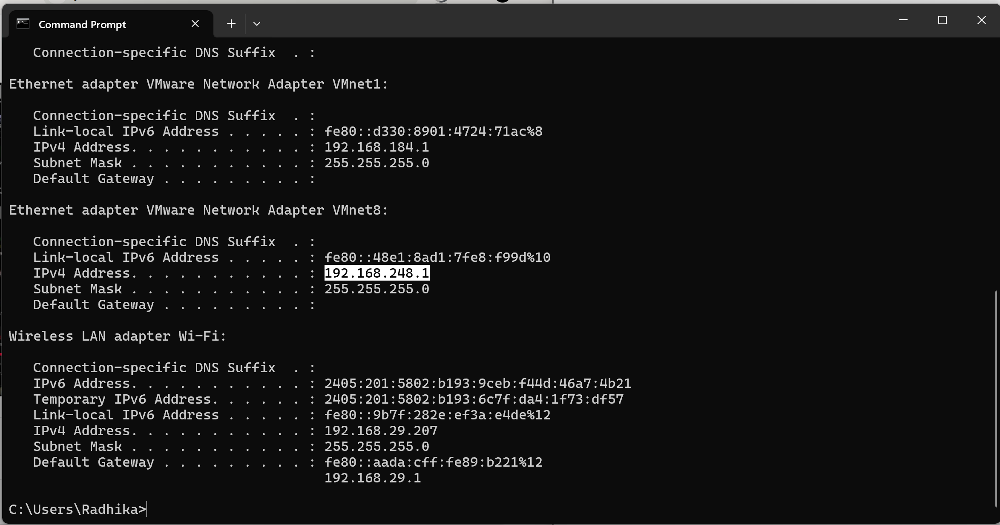 Command Prompt
Connection-specific DNS Suffix  . :
Ethernet adapter VMware Network Adapter VMnet1:
Connection-specific DNS Suffix  . :
Link-local IPv6 Address . . . . . : fe80::d330:8901:4724:71ac%8
IPv4 Address. . . . . . . . . . . : 192.168.184.1
Subnet Mask . . . . . . . . . . . : 255.255.255.0
Default Gateway . . . . . . . . . :
Ethernet adapter VMware Network Adapter VMnet8:
Connection-specific DNS Suffix  . :
Link-local IPv6 Address . . . . . : fe80::48e1:8ad1:7fe8:f99d%10
IPv4 Address. . . . . . . . . . . : 192.168.248.1
Subnet Mask . . . . . . . . . . . : 255.255.255.0
Default Gateway . . . . . . . . . :
Wireless LAN adapter Wi-Fi:
Connection-specific DNS Suffix  . :
IPv6 Address. . . . . . . . . . . : 2405:201:5802:b193:9ceb:f44d:46a7:4b21
Temporary IPv6 Address. . . . . . : 2405:201:5802:b193:6c7f:da4:1f73:df57
Link-local IPv6 Address . . . . . : fe80::9b7f:282e:ef3a:e4de%12
IPv4 Address. . . . . . . . . . . : 192.168.29.207
Subnet Mask . . . . . . . . . . . : 255.255.255.0
Default Gateway . . . . . . . . . : fe80::aada:cff:fe89:b221%12
192.168.29.1
C:\Users\Radhika>